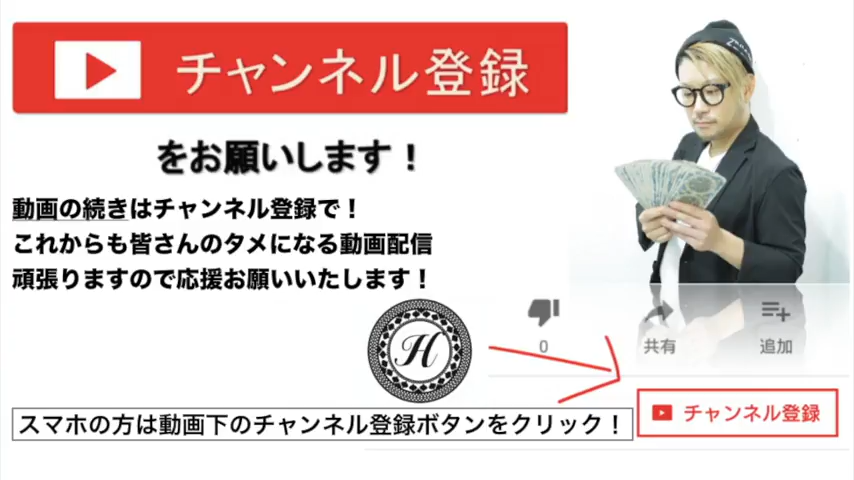 チャンネル登録
をお願いします！
動画の続きはチャンネル登録で！
これからも皆さんのタメになる動画配信
頑張りますので応援お願いいたします！
H
0
共有
追加
チャンネル登録
スマホの方は動画下のチャンネル登録ボタンをクリック！